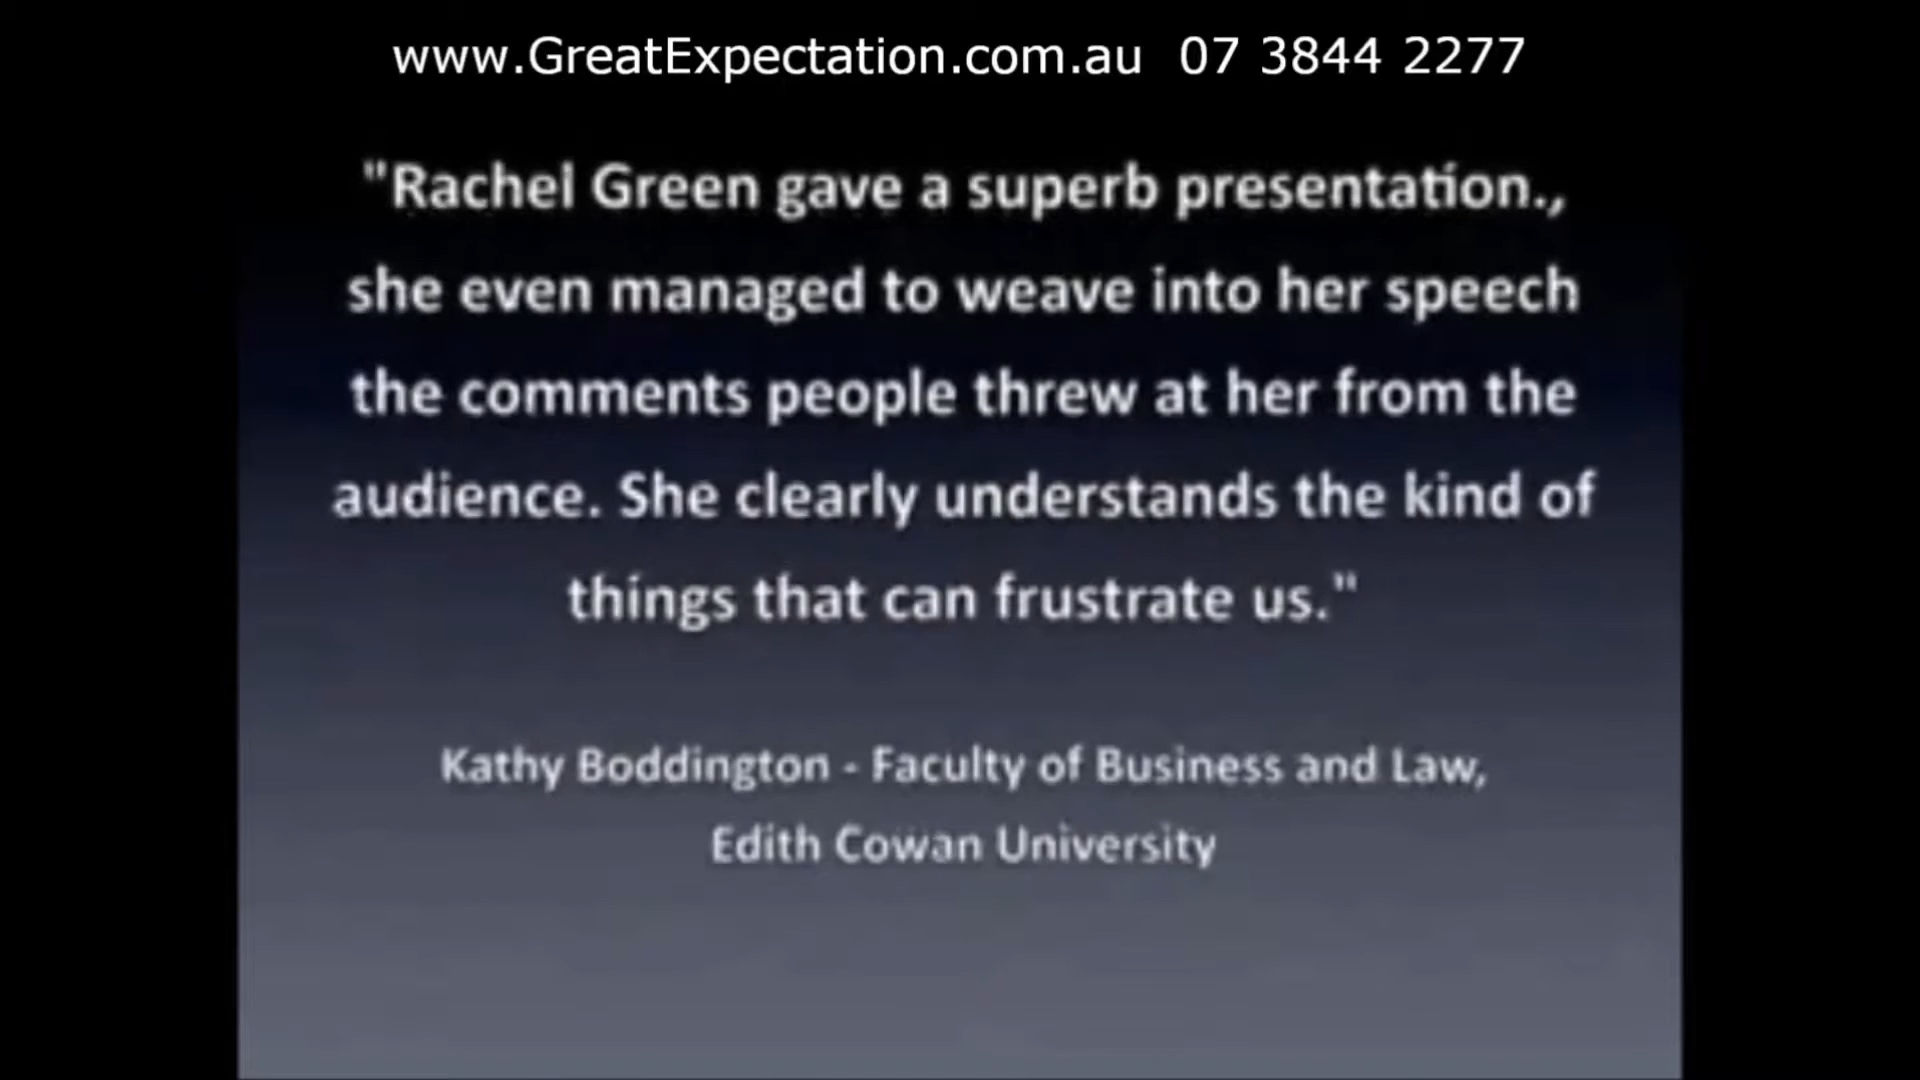 www.GreatExpectation.com.au  07 3844 2277
"Rachel Green gave a superb presentation.,
she even managed to weave into her speech
the comments people threw at her from the
audience. She clearly understands the kind of
things that can frustrate us."
Kathy Boddington - Faculty of Business and Law,
Edith Cowan University